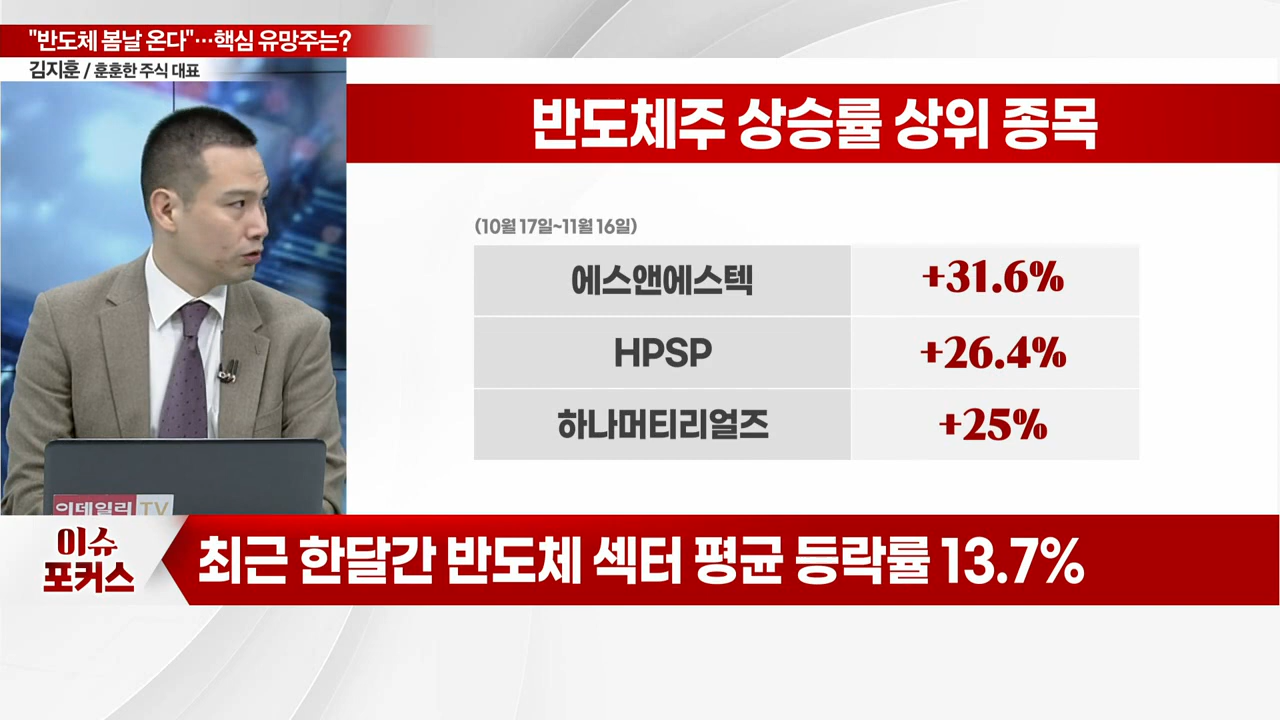 "반도체 봄날 온다"…핵심 유망주는?
김지훈 / 훈훈한 주식 대표
반도체주 상승률 상위 종목
(10월 17일~11월 16일)
에스앤에스텍 +31.6%
HPSP +26.4%
하나머티리얼즈 +25%
이데일리 TV
이슈
포커스
최근 한달간 반도체 섹터 평균 등락률 13.7%